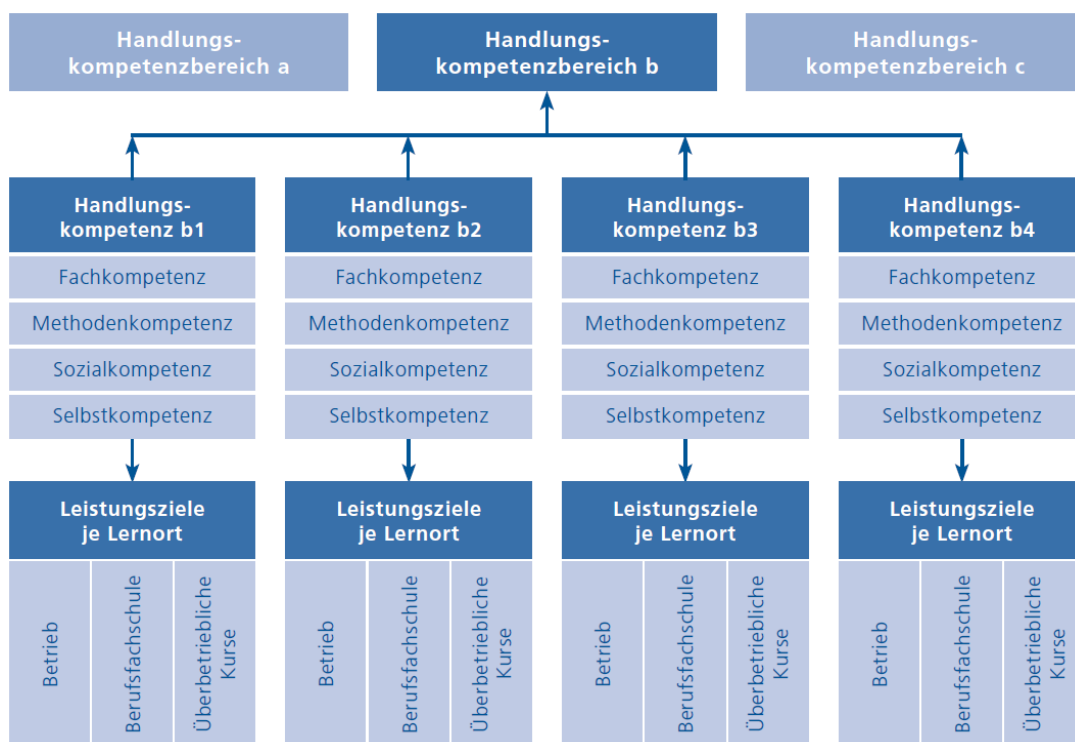 Handlungs-
kompetenzbereich a
Handlungs-
kompetenzbereich b
Handlungs-
kompetenzbereich c
Handlungs-
kompetenz b1
Handlungs-
kompetenz b2
Handlungs-
kompetenz b3
Handlungs-
kompetenz b4
Fachkompetenz
Fachkompetenz
Fachkompetenz
Fachkompetenz
Methodenkompetenz
Methodenkompetenz
Methodenkompetenz
Methodenkompetenz
Sozialkompetenz
Sozialkompetenz
Sozialkompetenz
Sozialkompetenz
Selbstkompetenz
Selbstkompetenz
Selbstkompetenz
Selbstkompetenz
Leistungsziele
je Lernort
Leistungsziele
je Lernort
Leistungsziele
je Lernort
Leistungsziele
je Lernort
Betrieb
Berufsfachschule
Überbetriebliche
Kurse
Betrieb
Berufsfachschule
Überbetriebliche
Kurse
Betrieb
Berufsfachschule
Überbetriebliche
Kurse
Betrieb
Berufsfachschule
Überbetriebliche
Kurse